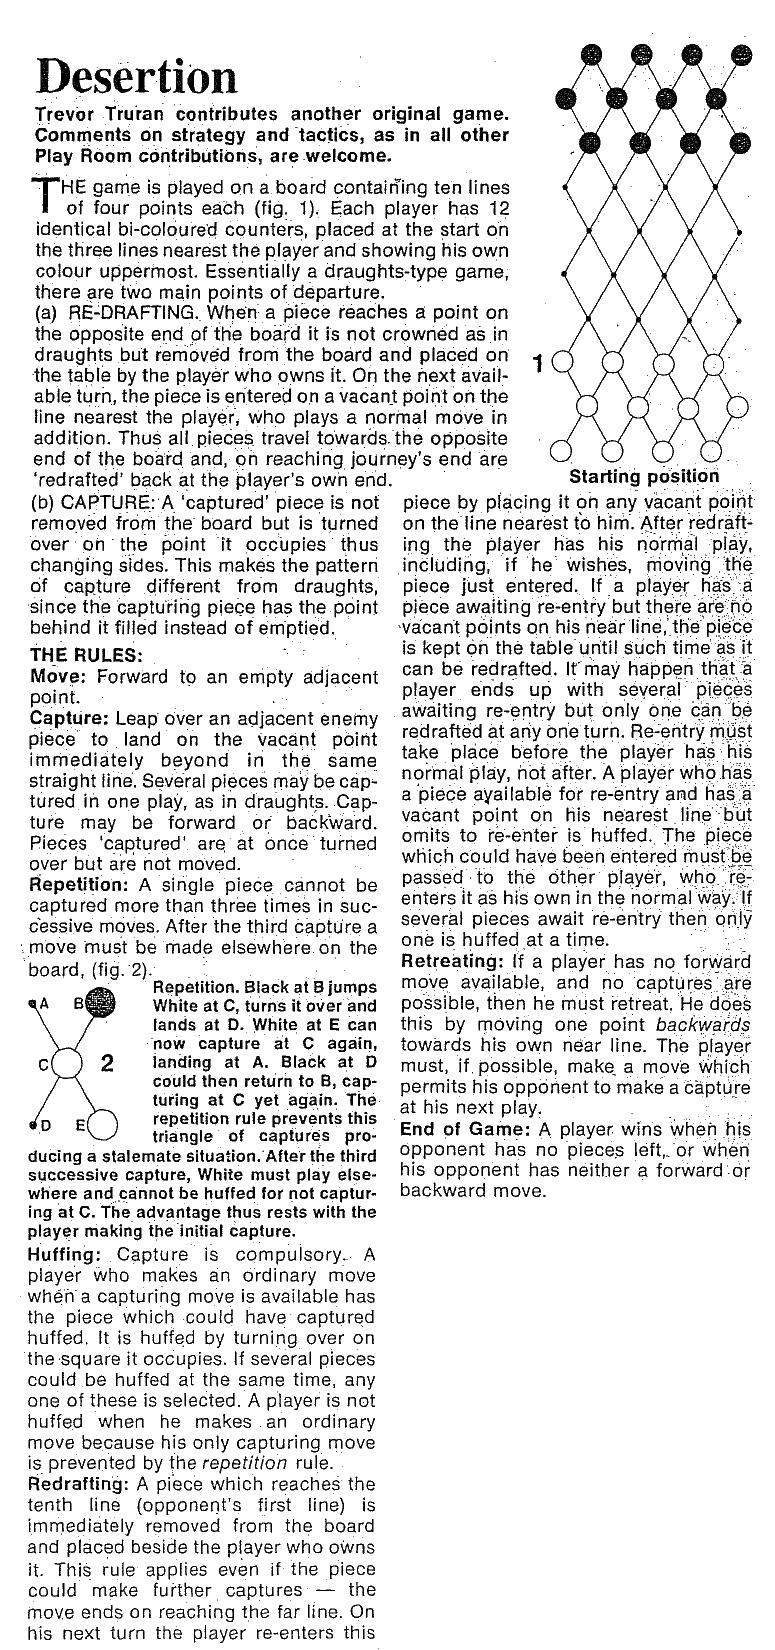 Desertion
Trevor Truran contributes another original game.
Comments on strategy and tactics, as in all other
Play Room contributions, are welcome.
THE game is played on a board containing ten lines
of four points each (fig. 1). Each player has 12
identical bi-coloured counters, placed at the start on
the three lines nearest the player and showing his own
colour uppermost. Essentially a draughts-type game,
there are two main points of departure.
(a) RE-DRAFTING. When a piece reaches a point on
the opposite end of the board it is not crowned as in
draughts but removed from the board and placed on
the table by the player who owns it. On the next avail-
able turn, the piece is entered on a vacant point on the
line nearest the player, who plays a normal move in
addition. Thus all pieces travel towards the opposite
end of the board and, on reaching journey's end are
'redrafted' back at the player's own end.
1
Starting position
(b) CAPTURE: A 'captured' piece is not
removed from the board but is turned
over on the point it occupies thus
changing sides. This makes the pattern
of capture different from draughts,
since the capturing piece has the point
behind it filled instead of emptied.
THE RULES:
Move: Forward to an empty adjacent
point.
Capture: Leap over an adjacent enemy
piece to land on the vacant point
immediately beyond in the same
straight line. Several pieces may be cap-
tured in one play, as in draughts. Cap-
ture may be forward or backward.
Pieces 'captured' are at once turned
over but are not moved.
Repetition: A single piece cannot be
captured more than three times in suc-
cessive moves. After the third capture a
move must be made elsewhere on the
board, (fig. 2).
A B
C 2
D E
Repetition. Black at B jumps
White at C, turns it over and
lands at D. White at E can
now capture at C again,
landing at A. Black at D
could then return to B, cap-
turing at C yet again. The
repetition rule prevents this
triangle of captures pro-
ducing a stalemate situation. After the third
successive capture, White must play else-
where and cannot be huffed for not captur-
ing at C. The advantage thus rests with the
player making the initial capture.
Huffing: Capture is compulsory. A
player who makes an ordinary move
when a capturing move is available has
the piece which could have captured
huffed. It is huffed by turning over on
the square it occupies. If several pieces
could be huffed at the same time, any
one of these is selected. A player is not
huffed when he makes an ordinary
move because his only capturing move
is prevented by the repetition rule.
Redrafting: A piece which reaches the
tenth line (opponent's first line) is
immediately removed from the board
and placed beside the player who owns
it. This rule applies even if the piece
could make further captures — the
move ends on reaching the far line. On
his next turn the player re-enters this
piece by placing it on any vacant point
on the line nearest to him. After redraft-
ing the player has his normal play,
including, if he wishes, moving the
piece just entered. If a player has a
piece awaiting re-entry but there are no
vacant points on his near line, the piece
is kept on the table until such time as it
can be redrafted. It may happen that a
player ends up with several pieces
awaiting re-entry but only one can be
redrafted at any one turn. Re-entry must
take place before the player has his
normal play, not after. A player who has
a piece available for re-entry and has a
vacant point on his nearest line but
omits to re-enter is huffed. The piece
which could have been entered must be
passed to the other player, who re-
enters it as his own in the normal way. If
several pieces await re-entry then only
one is huffed at a time.
Retreating: If a player has no forward
move available, and no captures are
possible, then he must retreat. He does
this by moving one point backwards
towards his own near line. The player
must, if possible, make a move which
permits his opponent to make a capture
at his next play.
End of Game: A player wins when his
opponent has no pieces left, or when
his opponent has neither a forward or
backward move.